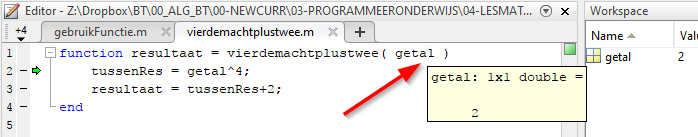 Editor - Z:\Dropbox\BT\00_ALG_BT\00-NEWCURR\03-PROGRAMMEERONDERWIJS\04-LESMAT
Workspace
+4 gebruikFunctie.m × vierdemachtplustwee.m × +
Name Valu
1 function resultaat = vierdemachtplustwee( getal )
getal 2
2 tussenRes = getal^4;
getal: 1x1 double =
3 resultaat = tussenRes+2;
4 end
2